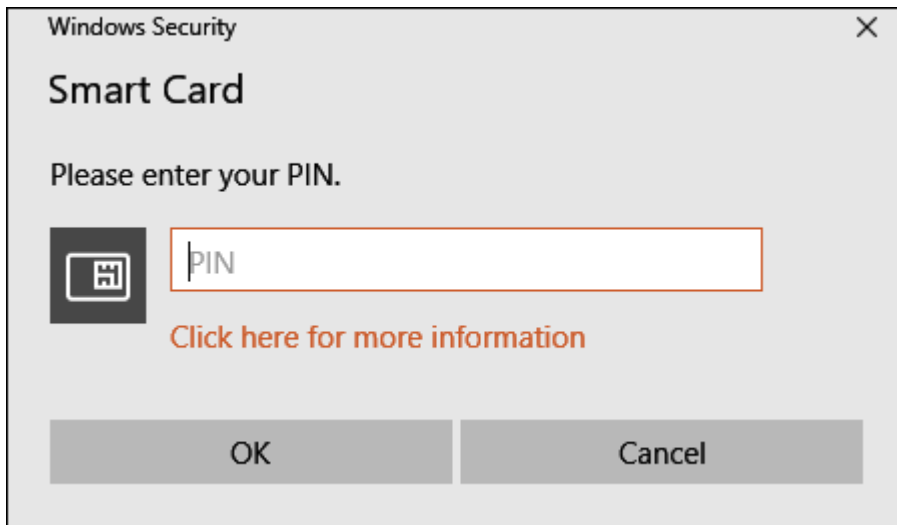 Windows Security
Smart Card
Please enter your PIN.
PIN
Click here for more information
OK
Cancel